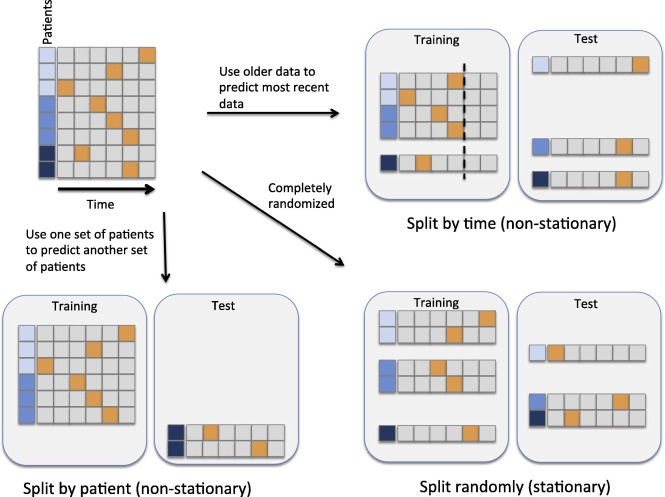 Patients
Time
Use older data to
predict most recent
data
Training
Test
Split by time (non-stationary)
Completely
randomized
Use one set of patients
to predict another set
of patients
Training
Test
Split by patient (non-stationary)
Training
Test
Split randomly (stationary)